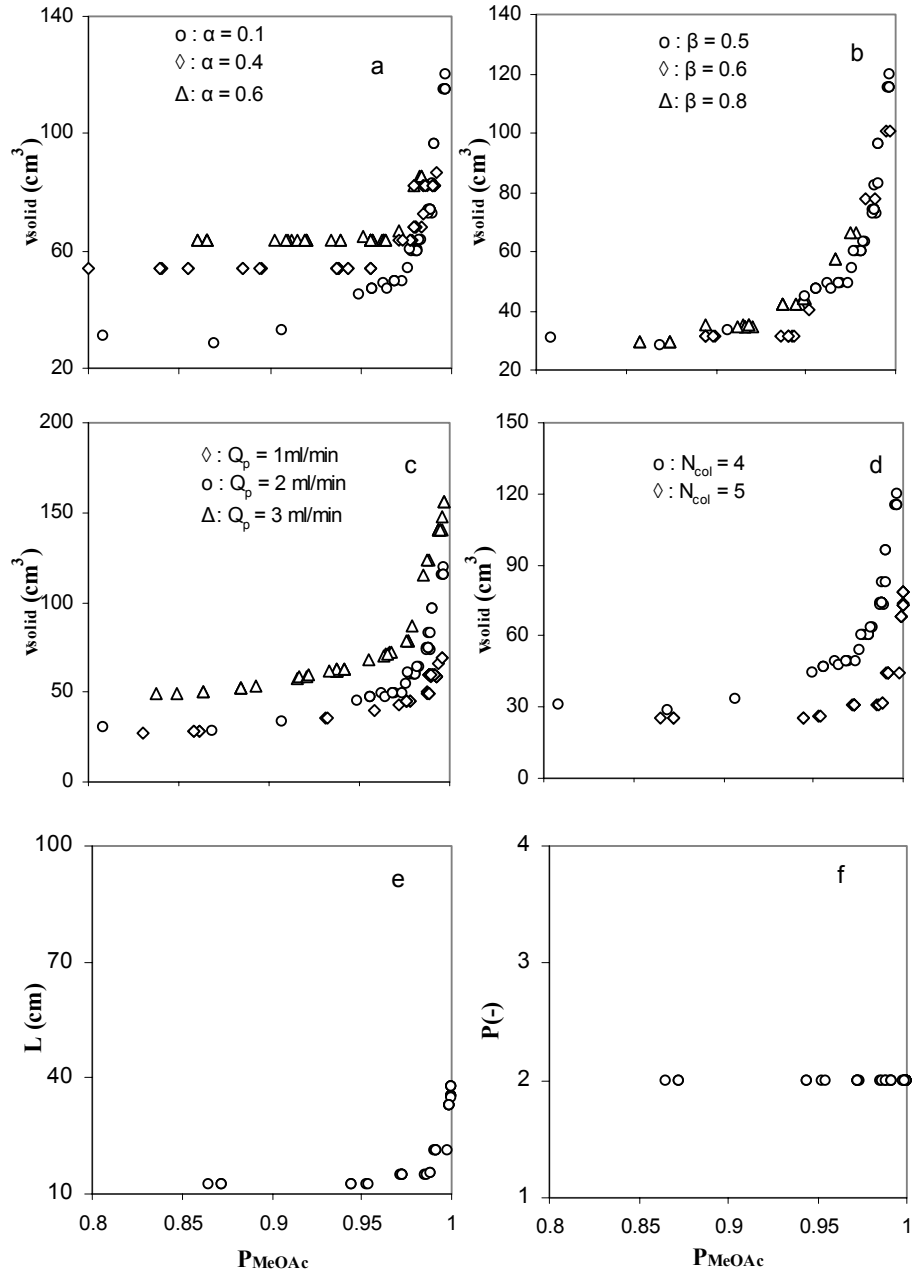 140
100
60
20
vsolid (cm3)
o : α = 0.1
◊ : α = 0.4
Δ: α = 0.6
a
140
120
100
80
60
40
20
vsolid (cm3)
o : β = 0.5
◊ : β = 0.6
Δ: β = 0.8
b
200
150
100
50
0
vsolid (cm3)
◊ : Qp = 1ml/min
o : Qp = 2 ml/min
Δ: Qp = 3 ml/min
c
150
120
90
60
30
0
vsolid (cm3)
o : Ncol = 4
◊ : Ncol = 5
d
100
70
40
10
L (cm)
e
0.8 0.85 0.9 0.95 1
PMeOAc
4
3
2
1
P(-)
f
0.8 0.85 0.9 0.95 1
PMeOAc